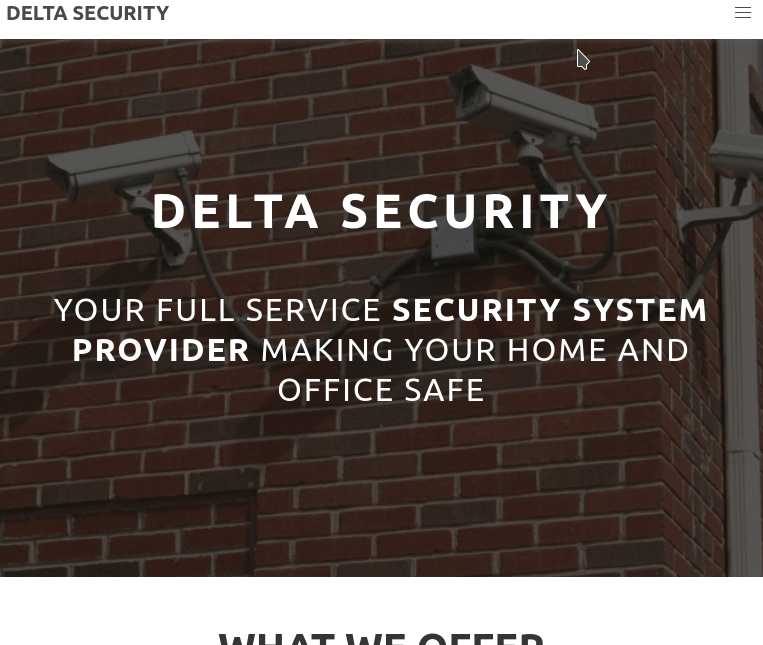 DELTA SECURITY
DELTA SECURITY
YOUR FULL SERVICE SECURITY SYSTEM
PROVIDER MAKING YOUR HOME AND
OFFICE SAFE
WHAT WE OFFER